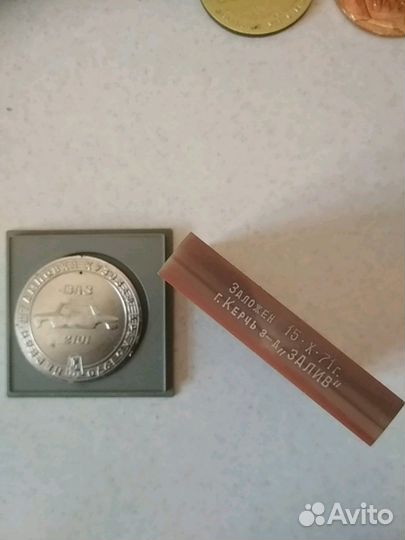 ВАЗ
2101
ЗАЛОЖЕН 15·X·71г.
г. КЕРЧЬ з-д „ЗАЛИВ“
Avito